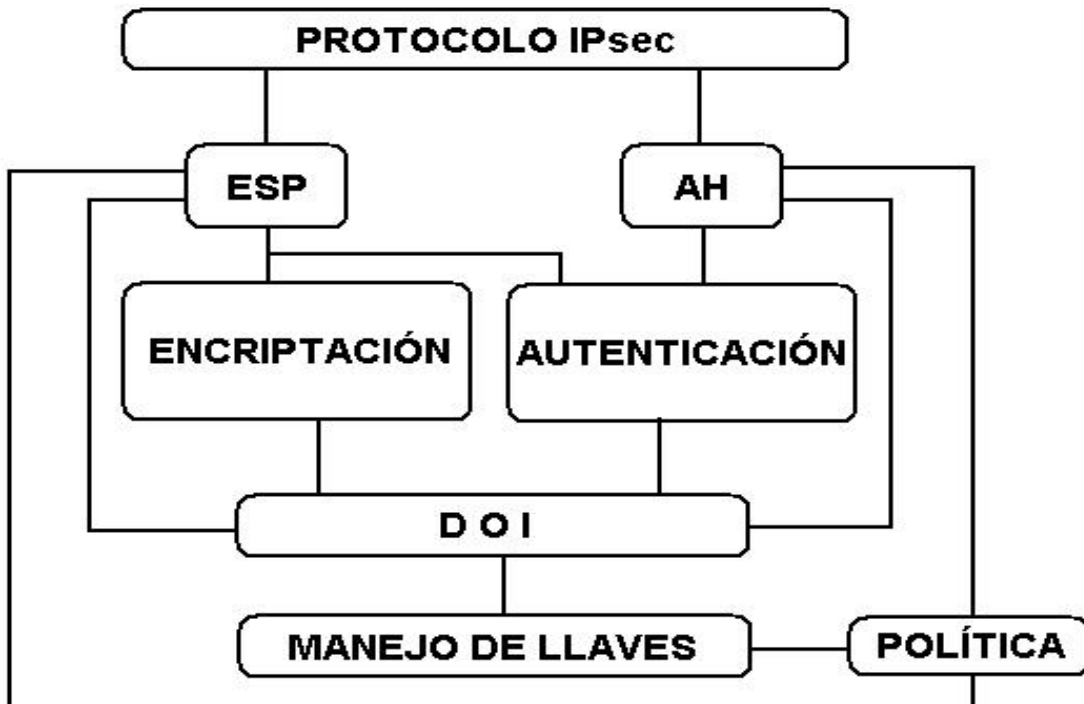 PROTOCOLO IPsec
ESP
AH
ENCRIPTACIÓN
AUTENTICACIÓN
D O I
MANEJO DE LLAVES
POLÍTICA